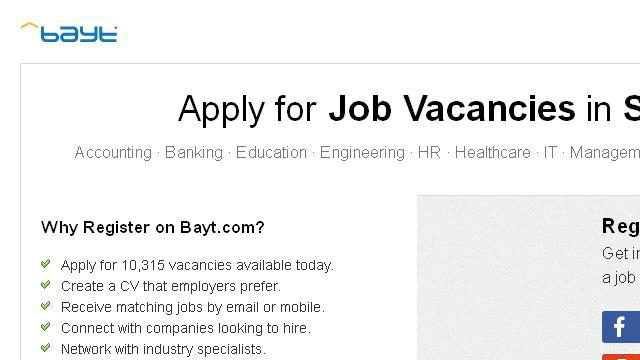 bayt
Apply for Job Vacancies in S
Accounting · Banking · Education · Engineering · HR · Healthcare · IT · Managem
Why Register on Bayt.com?
Reg
Apply for 10,315 vacancies available today.
Get in
Create a CV that employers prefer.
a job
Receive matching jobs by email or mobile.
Connect with companies looking to hire.
f
Network with industry specialists.